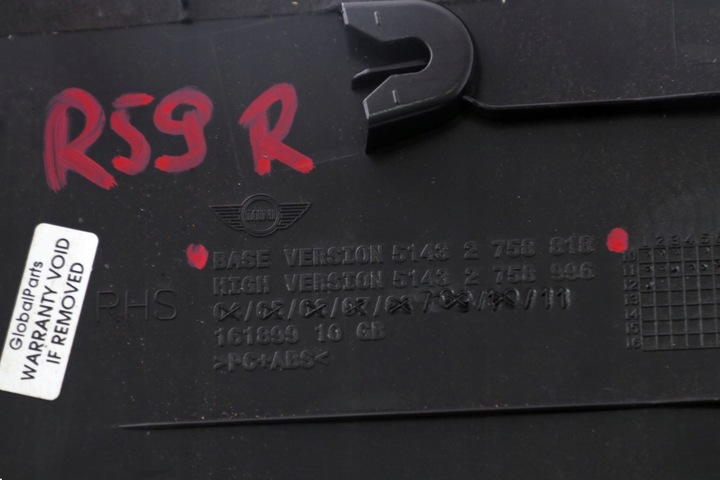 R59 R
MINI
BASE VERSION 5143 2 758 818
HIGH VERSION 5143 2 758 996
RHS
161899 10 GB
>PC+ABS<
GlobalParts
WARRANTY VOID
IF REMOVED